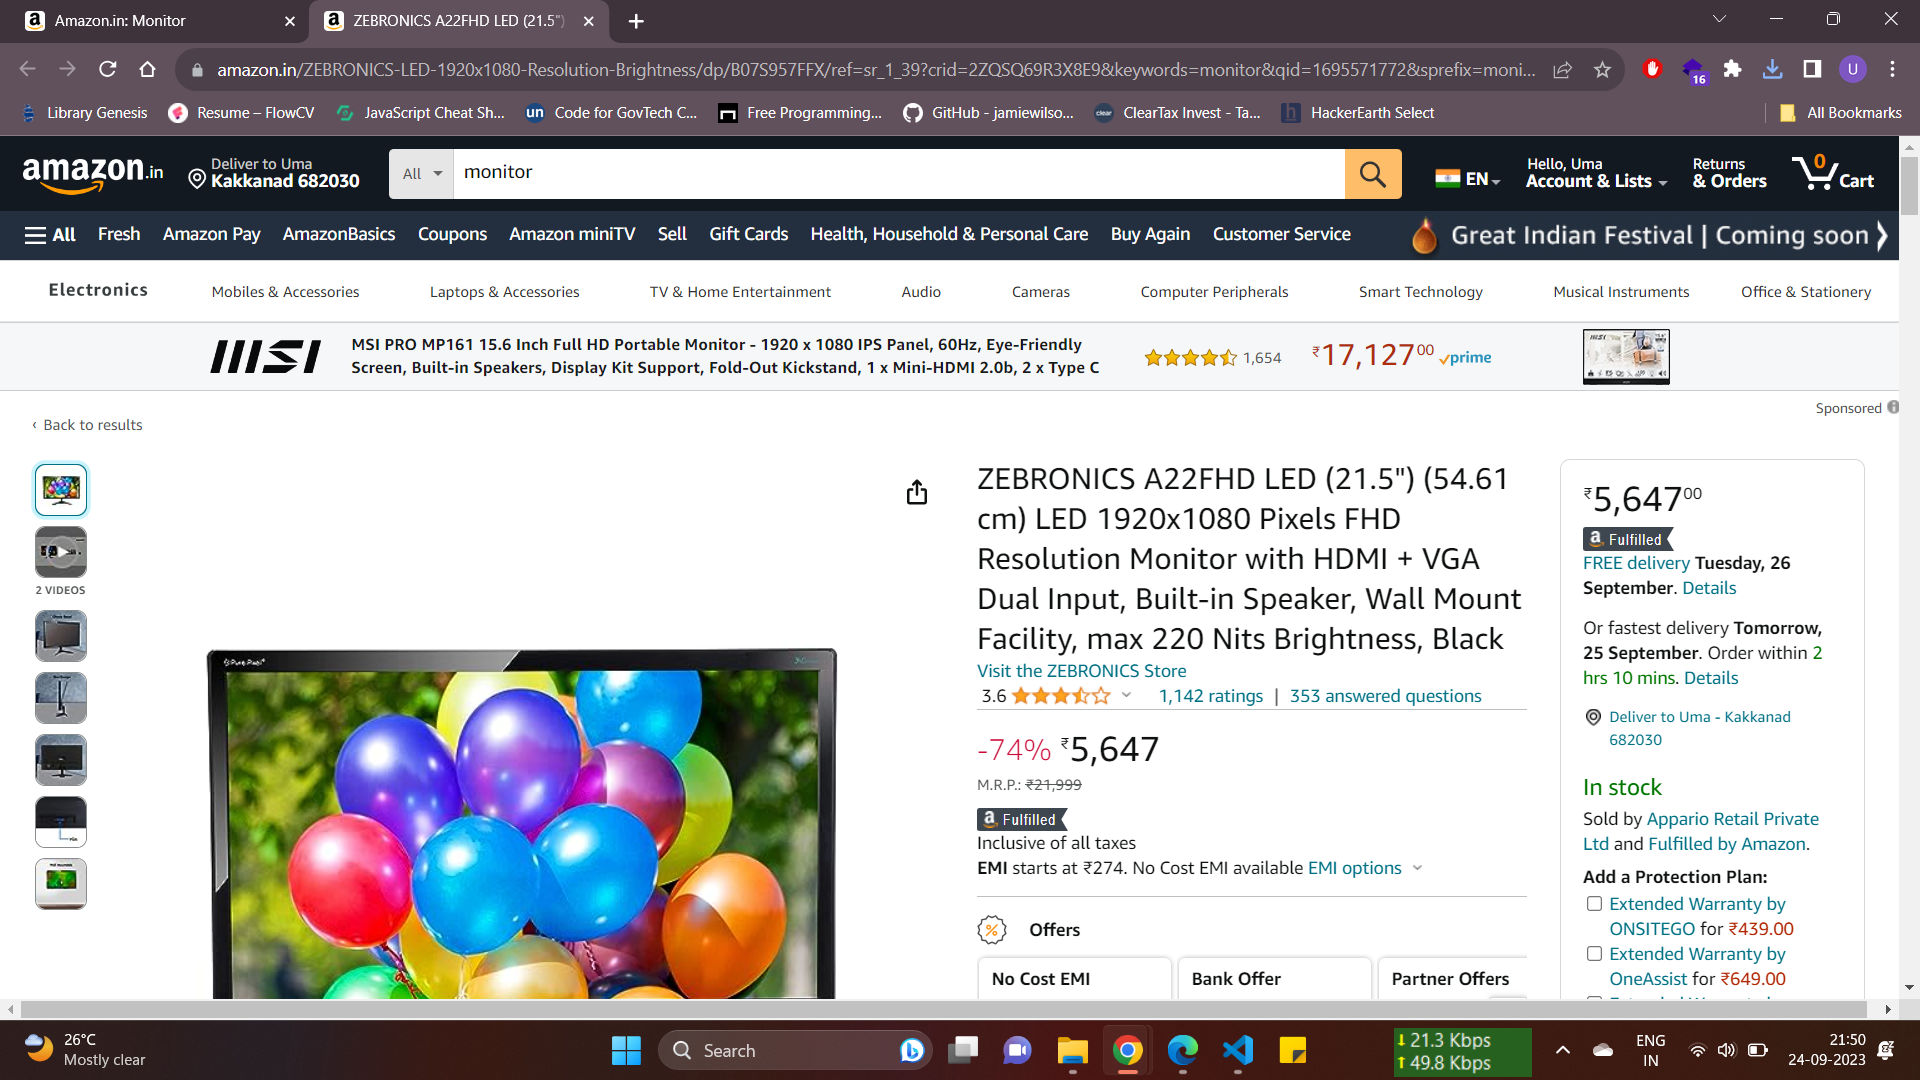 Amazon.in: Monitor
ZEBRONICS A22FHD LED (21.5")
amazon.in/ZEBRONICS-LED-1920x1080-Resolution-Brightness/dp/B07S957FFX/ref=sr_1_39?crid=2ZQSQ69R3X8E9&keywords=monitor&qid=1695571772&sprefix=moni...
16
U
Library Genesis
Resume – FlowCV
JavaScript Cheat Sh...
un
Code for GovTech C...
Free Programming...
GitHub - jamiewilso...
clear
ClearTax Invest - Ta...
h
HackerEarth Select
All Bookmarks
amazon.in
Deliver to Uma
Kakkanad 682030
All
monitor
EN
Hello, Uma
Account & Lists
Returns
& Orders
0
Cart
All
Fresh
Amazon Pay
AmazonBasics
Coupons
Amazon miniTV
Sell
Gift Cards
Health, Household & Personal Care
Buy Again
Customer Service
Great Indian Festival | Coming soon
Electronics
Mobiles & Accessories
Laptops & Accessories
TV & Home Entertainment
Audio
Cameras
Computer Peripherals
Smart Technology
Musical Instruments
Office & Stationery
msi
MSI PRO MP161 15.6 Inch Full HD Portable Monitor - 1920 x 1080 IPS Panel, 60Hz, Eye-Friendly
Screen, Built-in Speakers, Display Kit Support, Fold-Out Kickstand, 1 x Mini-HDMI 2.0b, 2 x Type C
1,654
₹17,12700
prime
Sponsored
‹ Back to results
2 VIDEOS
Pure Pixel
ZEBRONICS A22FHD LED (21.5") (54.61
cm) LED 1920x1080 Pixels FHD
Resolution Monitor with HDMI + VGA
Dual Input, Built-in Speaker, Wall Mount
Facility, max 220 Nits Brightness, Black
Visit the ZEBRONICS Store
3.6
1,142 ratings | 353 answered questions
-74% ₹5,647
M.R.P.: ₹21,999
a Fulfilled
Inclusive of all taxes
EMI starts at ₹274. No Cost EMI available EMI options
%
Offers
No Cost EMI
Bank Offer
Partner Offers
₹5,64700
a Fulfilled
FREE delivery Tuesday, 26
September. Details
Or fastest delivery Tomorrow,
25 September. Order within 2
hrs 10 mins. Details
Deliver to Uma - Kakkanad
682030
In stock
Sold by Appario Retail Private
Ltd and Fulfilled by Amazon.
Add a Protection Plan:
Extended Warranty by
ONSITEGO for ₹439.00
Extended Warranty by
OneAssist for ₹649.00
26°C
Mostly clear
Search
21.3 Kbps
49.8 Kbps
ENG
IN
21:50
24-09-2023